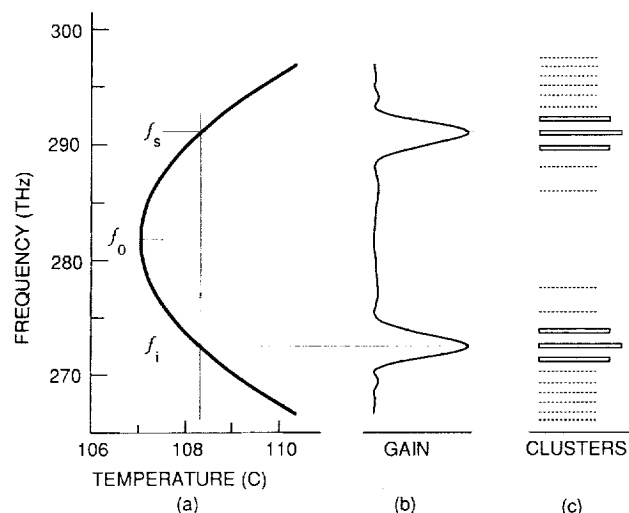 300
290
280
270
FREQUENCY (THz)
f_s
f_0
f_i
106 108 110
TEMPERATURE (C)
GAIN
CLUSTERS
(a)
(b)
(c)